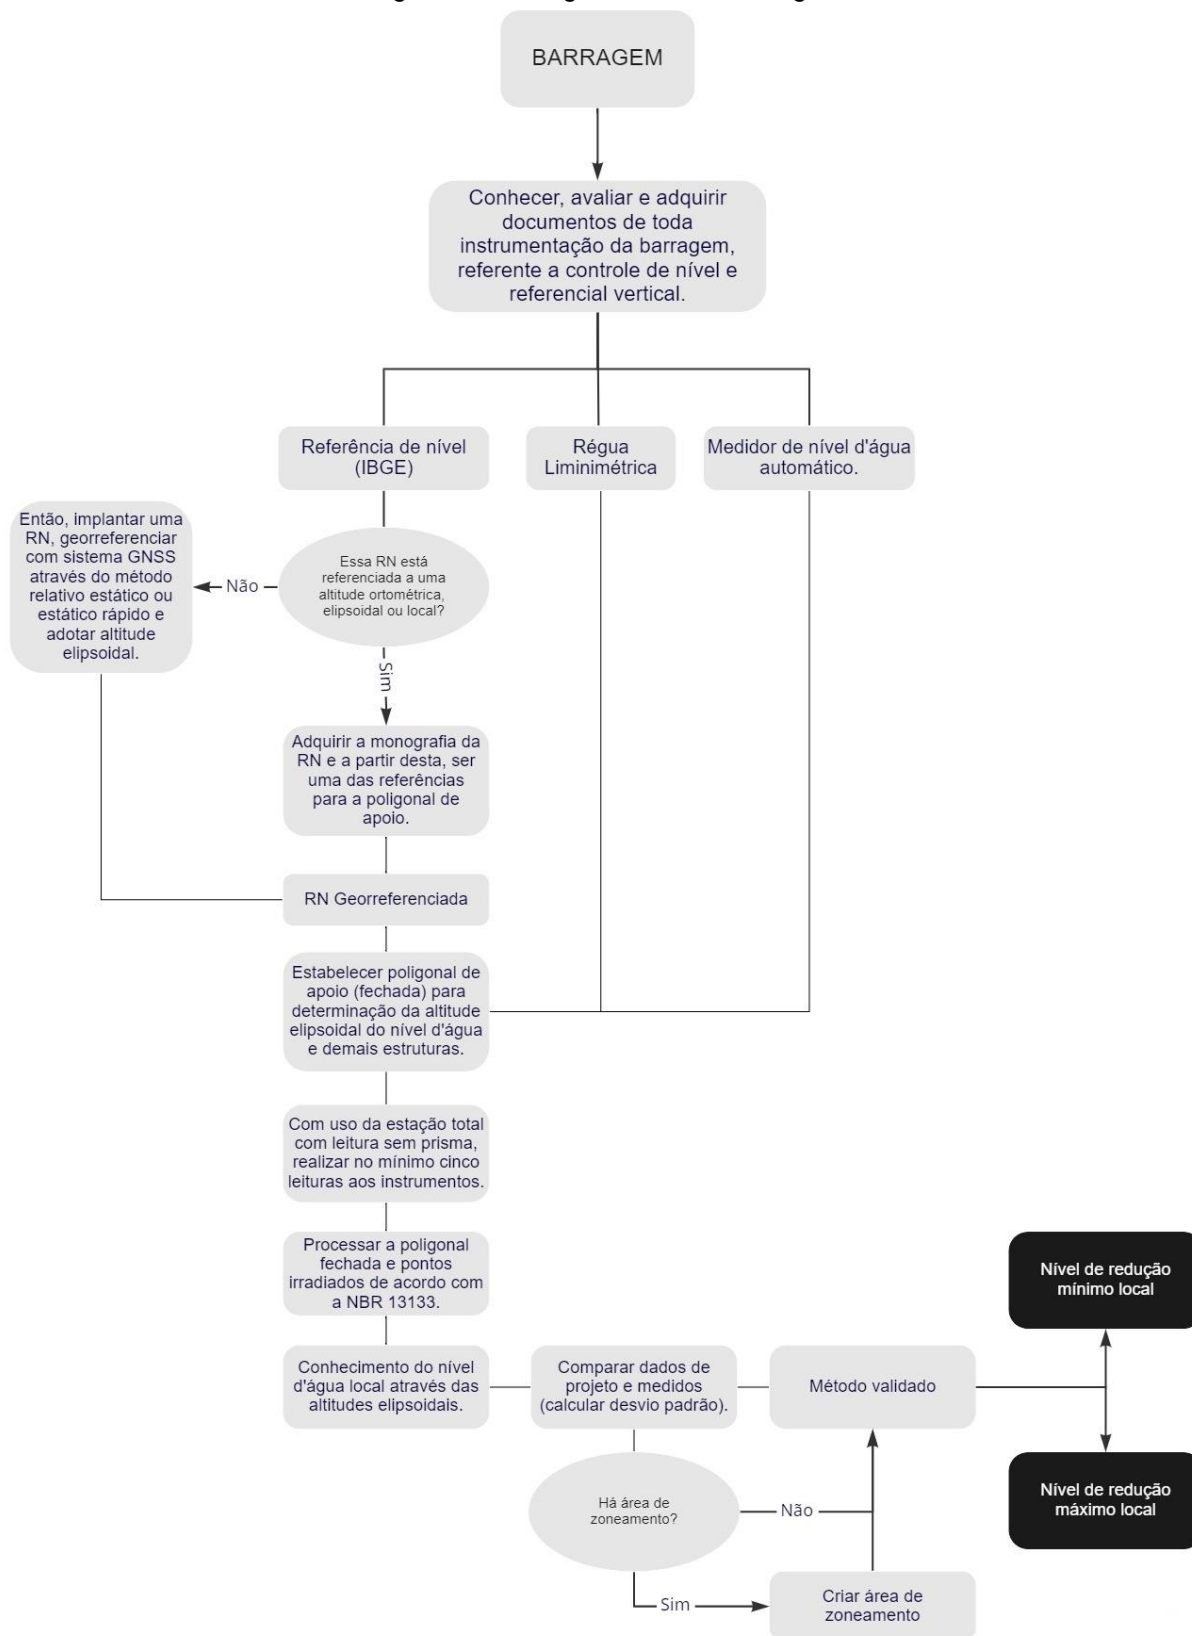 BARRAGEM
Conhecer, avaliar e adquirir
documentos de toda
instrumentação da barragem,
referente a controle de nível e
referencial vertical.
Referência de nível
(IBGE)
Régua
Liminimétrica
Medidor de nível d'água
automático.
Então, implantar uma
RN, georreferenciar
com sistema GNSS
através do método
relativo estático ou
estático rápido e
adotar altitude
elipsoidal.
Não
Essa RN está
referenciada a uma
altitude ortométrica,
elipsoidal ou local?
Sim
Adquirir a monografia da
RN e a partir desta, ser
uma das referências
para a poligonal de
apoio.
RN Georreferenciada
Estabelecer poligonal de
apoio (fechada) para
determinação da altitude
elipsoidal do nível d'água
e demais estruturas.
Com uso da estação total
com leitura sem prisma,
realizar no mínimo cinco
leituras aos instrumentos.
Processar a poligonal
fechada e pontos
irradiados de acordo com
a NBR 13133.
Conhecimento do nível
d'água local através das
altitudes elipsoidais.
Comparar dados de
projeto e medidos
(calcular desvio padrão).
Método validado
Nível de redução
mínimo local
Nível de redução
máximo local
Há área de
zoneamento?
Não
Sim
Criar área de
zoneamento